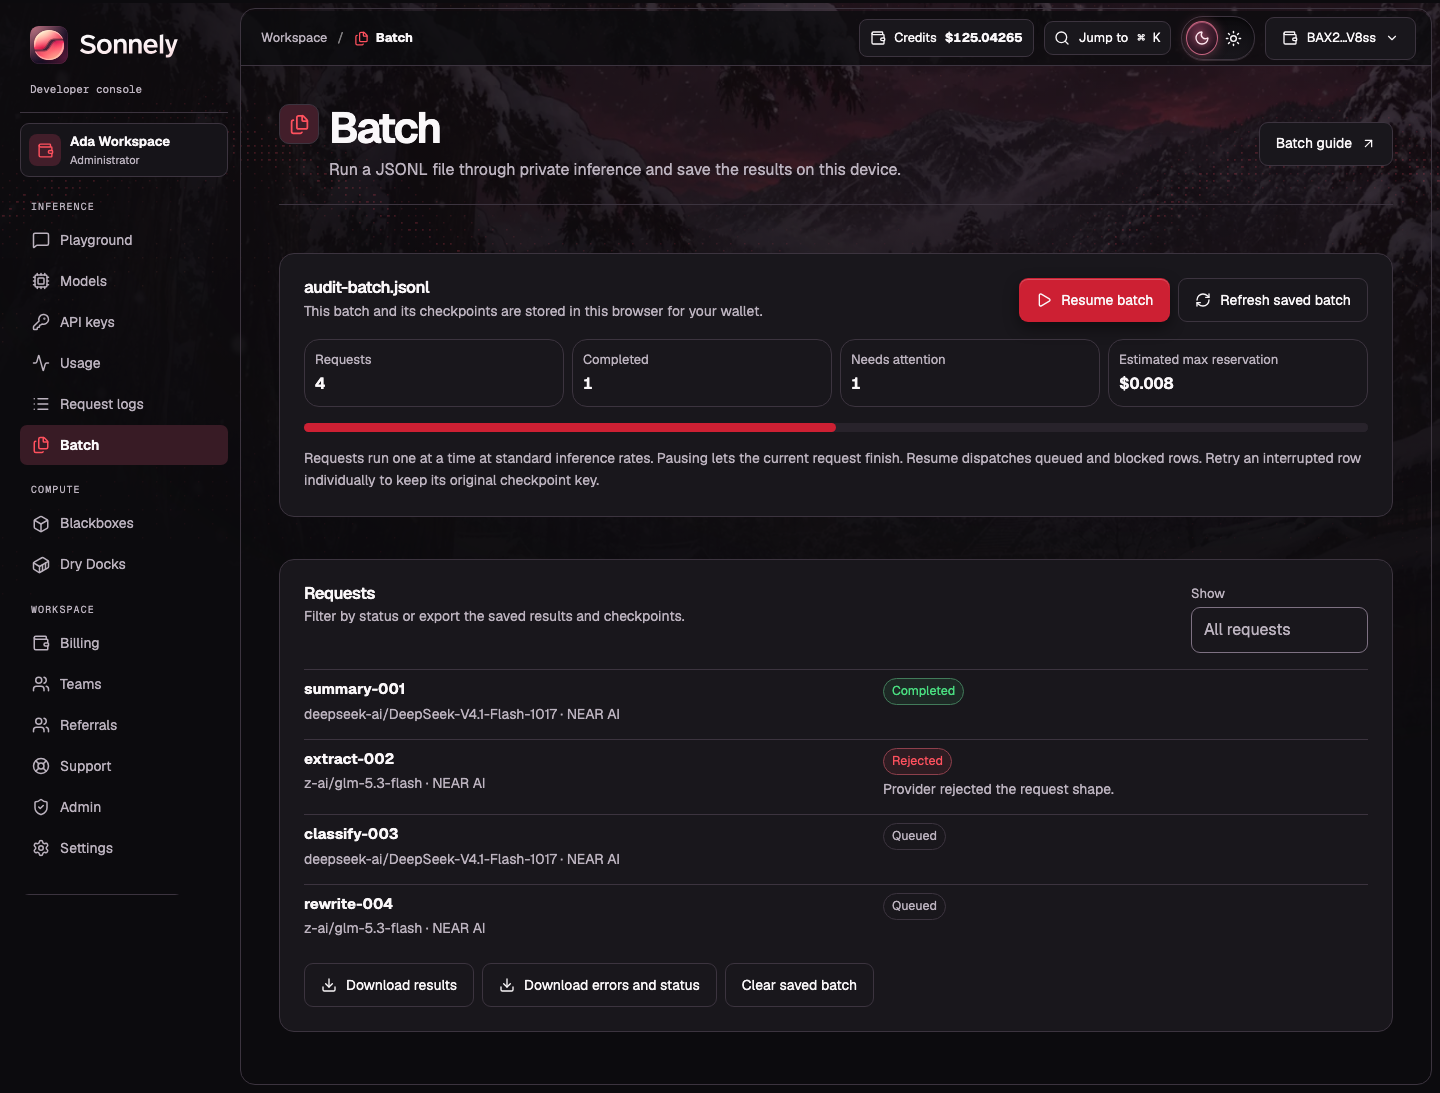 Sonnely
Developer console
Ada Workspace
Administrator
INFERENCE
Playground
Models
API keys
Usage
Request logs
Batch
COMPUTE
Blackboxes
Dry Docks
WORKSPACE
Billing
Teams
Referrals
Support
Admin
Settings
Workspace / Batch
Credits $125.04265
Jump to ⌘ K
BAX2…V8ss
Batch
Run a JSONL file through private inference and save the results on this device.
Batch guide
audit-batch.jsonl
This batch and its checkpoints are stored in this browser for your wallet.
Resume batch
Refresh saved batch
Requests
4
Completed
1
Needs attention
1
Estimated max reservation
$0.008
Requests run one at a time at standard inference rates. Pausing lets the current request finish. Resume dispatches queued and blocked rows. Retry an interrupted row
individually to keep its original checkpoint key.
Requests
Filter by status or export the saved results and checkpoints.
Show
All requests
summary-001
deepseek-ai/DeepSeek-V4.1-Flash-1017 · NEAR AI
Completed
extract-002
z-ai/glm-5.3-flash · NEAR AI
Rejected
Provider rejected the request shape.
classify-003
deepseek-ai/DeepSeek-V4.1-Flash-1017 · NEAR AI
Queued
rewrite-004
z-ai/glm-5.3-flash · NEAR AI
Queued
Download results
Download errors and status
Clear saved batch